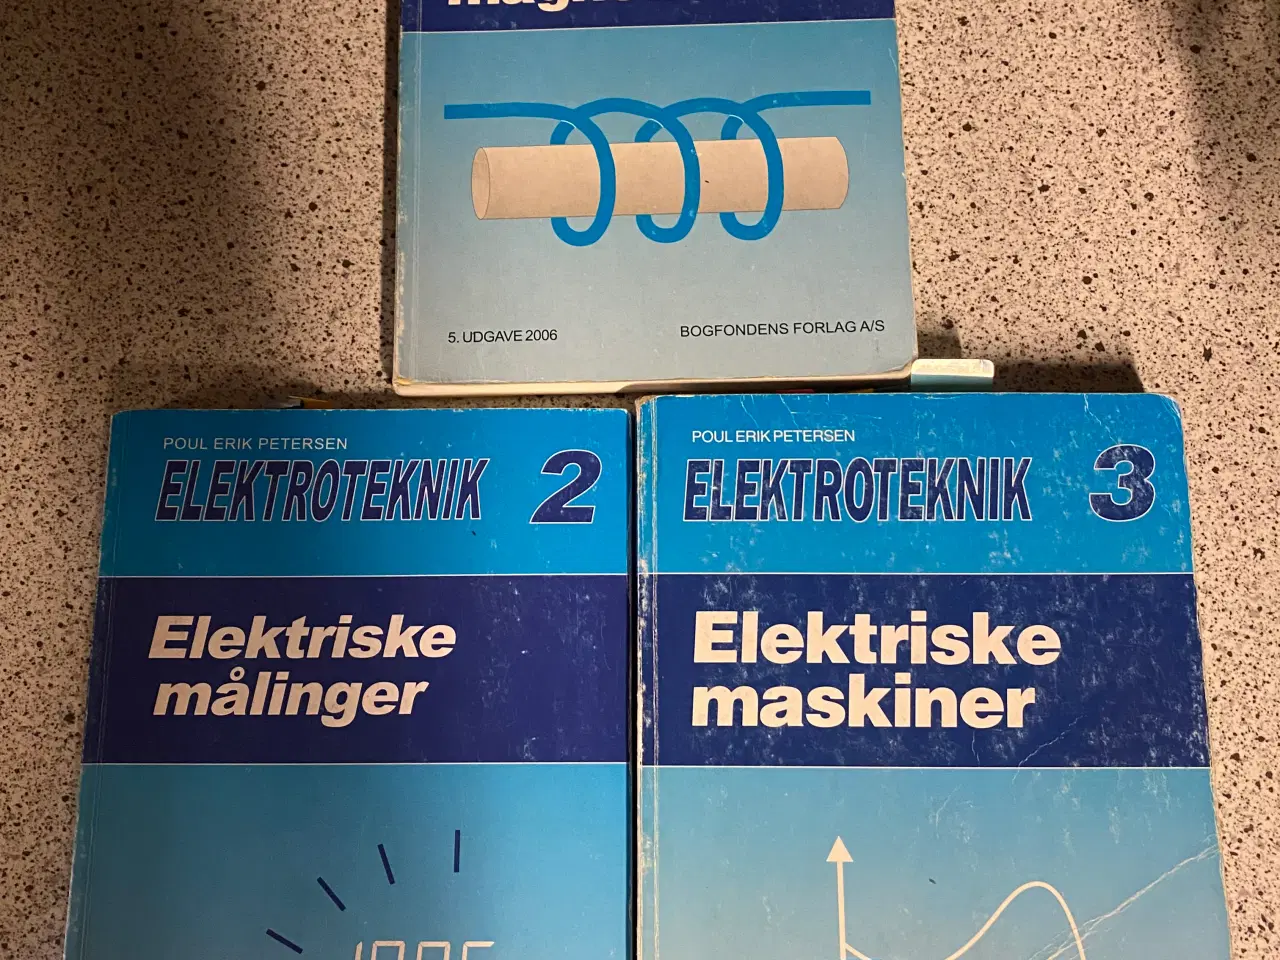 5. UDGAVE 2006
BOGFONDENS FORLAG A/S
POUL ERIK PETERSEN
ELEKTROTEKNIK 2
Elektriske
målinger
POUL ERIK PETERSEN
ELEKTROTEKNIK 3
Elektriske
maskiner